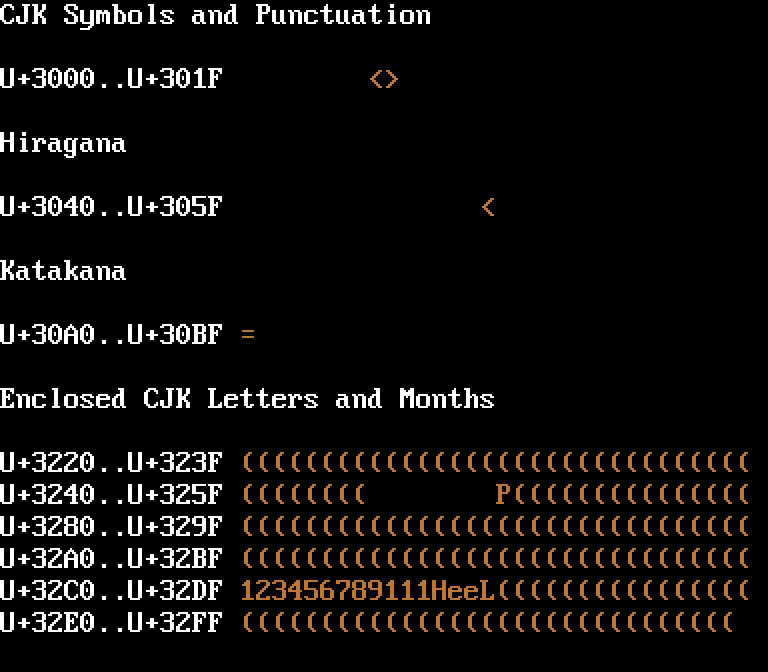 CJK Symbols and Punctuation
U+3000..U+301F         <>
Hiragana
U+3040..U+305F                <
Katakana
U+30A0..U+30BF =
Enclosed CJK Letters and Months
U+3220..U+323F ((((((((((((((((((((((((((((((((
U+3240..U+325F ((((((((        P(((((((((((((((
U+3280..U+329F ((((((((((((((((((((((((((((((((
U+32A0..U+32BF ((((((((((((((((((((((((((((((((
U+32C0..U+32DF 123456789111HeeL((((((((((((((((
U+32E0..U+32FF (((((((((((((((((((((((((((((((